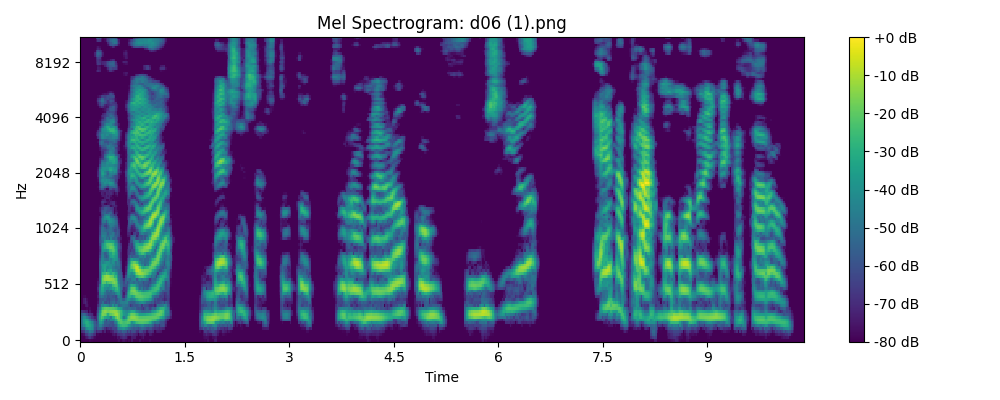 Mel Spectrogram: d06 (1).png
Hz
8192
4096
2048
1024
512
0
0 1.5 3 4.5 6 7.5 9
Time
+0 dB
-10 dB
-20 dB
-30 dB
-40 dB
-50 dB
-60 dB
-70 dB
-80 dB